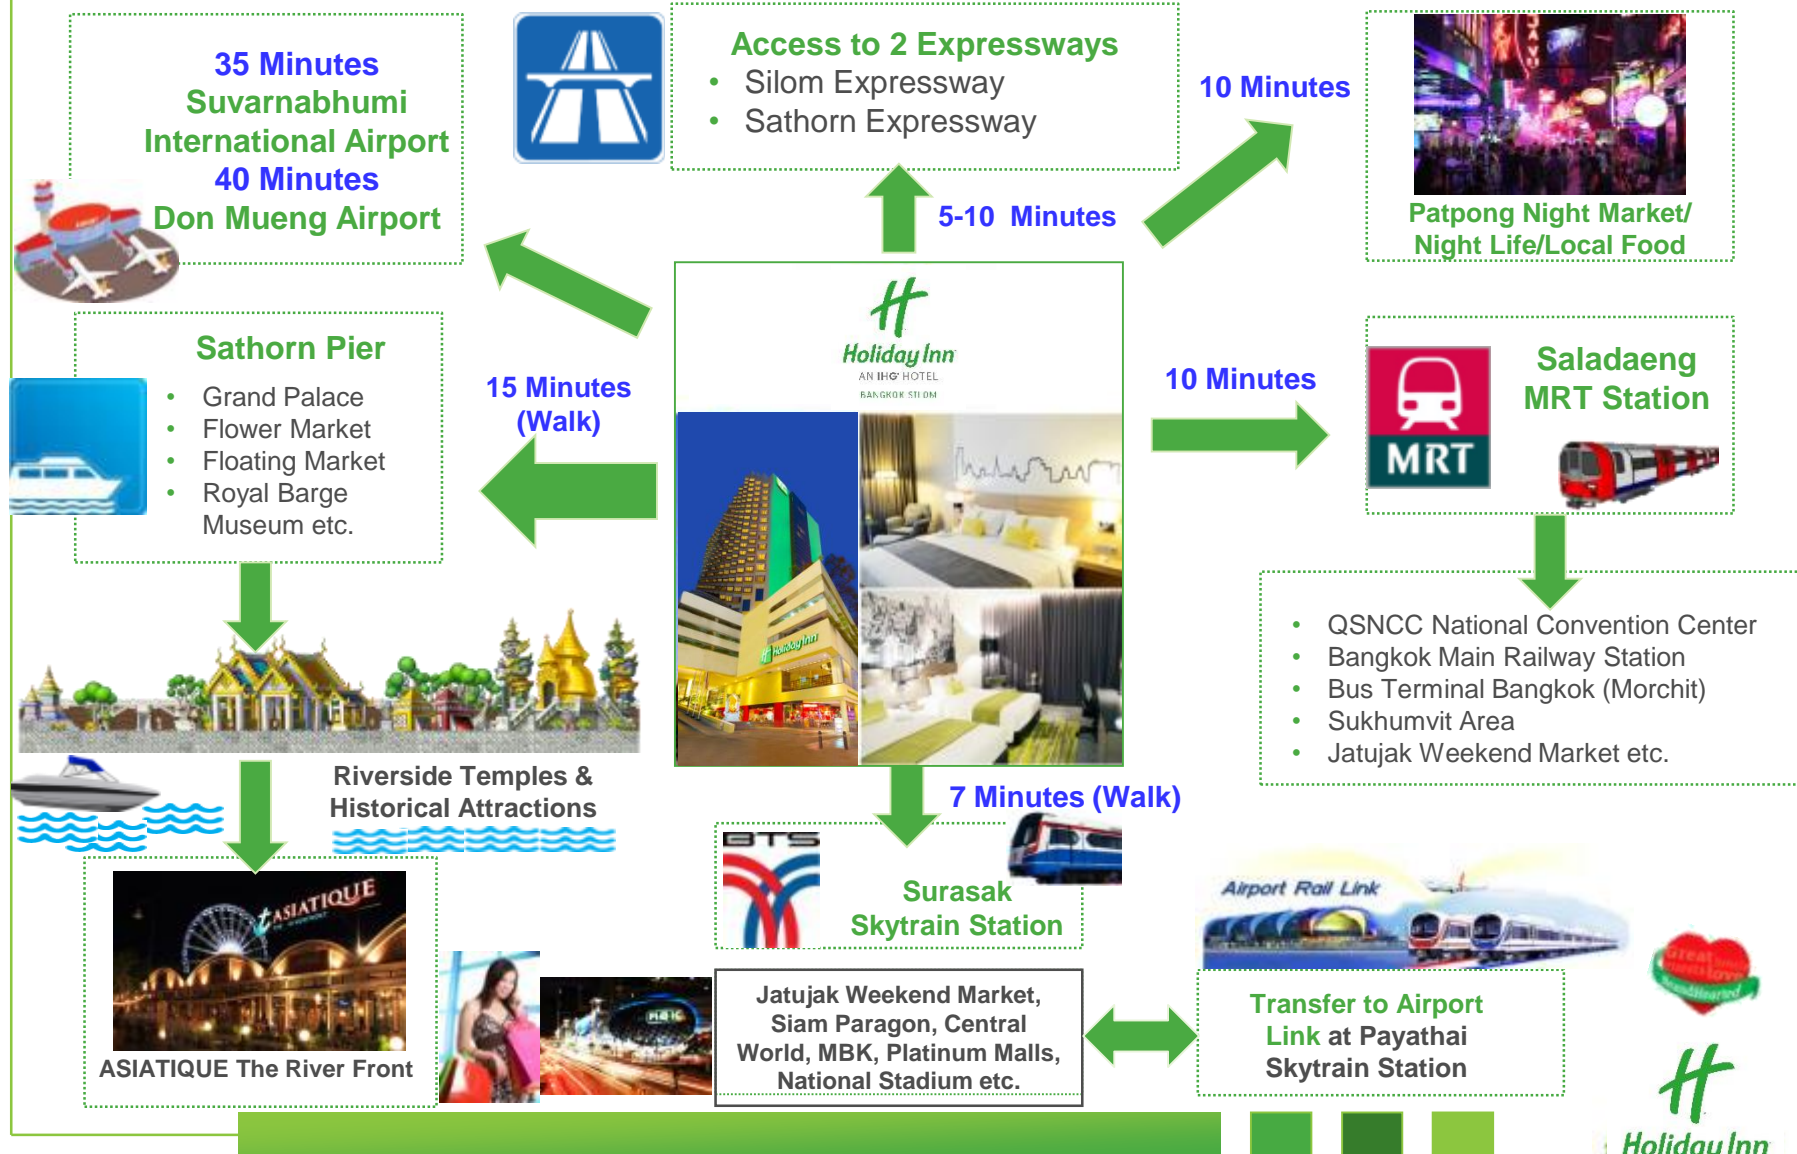 35 Minutes
Suvarnabhumi
International Airport
40 Minutes
Don Mueng Airport
Access to 2 Expressways
• Silom Expressway
• Sathorn Expressway
5-10 Minutes
10 Minutes
Patpong Night Market/
Night Life/Local Food
Sathorn Pier
• Grand Palace
• Flower Market
• Floating Market
• Royal Barge
Museum etc.
15 Minutes
(Walk)
H
Holiday Inn
AN IHG HOTEL
BANGKOK SILOM
Holiday Inn
10 Minutes
MRT
Saladaeng
MRT Station
• QSNCC National Convention Center
• Bangkok Main Railway Station
• Bus Terminal Bangkok (Morchit)
• Sukhumvit Area
• Jatujak Weekend Market etc.
Riverside Temples &
Historical Attractions
7 Minutes (Walk)
BTS
Surasak
Skytrain Station
ASIATIQUE
ASIATIQUE The River Front
Jatujak Weekend Market,
Siam Paragon, Central
World, MBK, Platinum Malls,
National Stadium etc.
Airport Rail Link
Transfer to Airport
Link at Payathai
Skytrain Station
Great
H
Holiday Inn